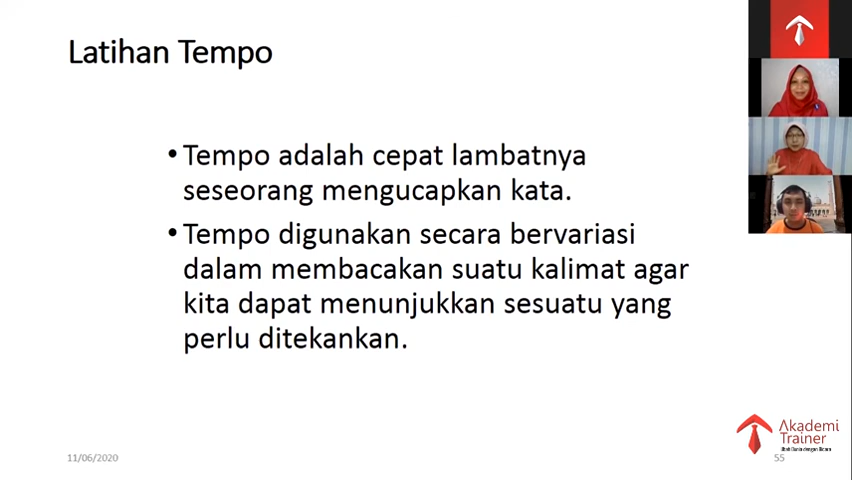 Latihan Tempo
• Tempo adalah cepat lambatnya
seseorang mengucapkan kata.
• Tempo digunakan secara bervariasi
dalam membacakan suatu kalimat agar
kita dapat menunjukkan sesuatu yang
perlu ditekankan.
Akademi
Trainer
11/06/2020
55